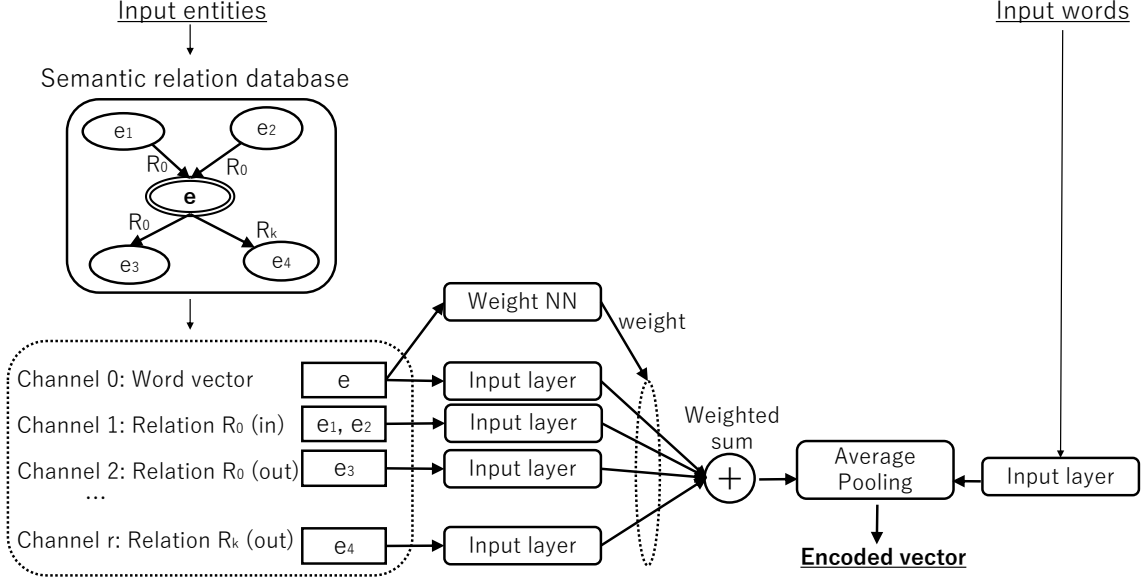 Input entities
Input words
Semantic relation database
e1
e2
R0
R0
e
R0
Rk
e3
e4
Weight NN
weight
Channel 0: Word vector
e
Input layer
Channel 1: Relation R0 (in)
e1, e2
Input layer
Channel 2: Relation R0 (out)
e3
Input layer
...
Channel r: Relation Rk (out)
e4
Input layer
Weighted
sum
+
Average
Pooling
Input layer
Encoded vector